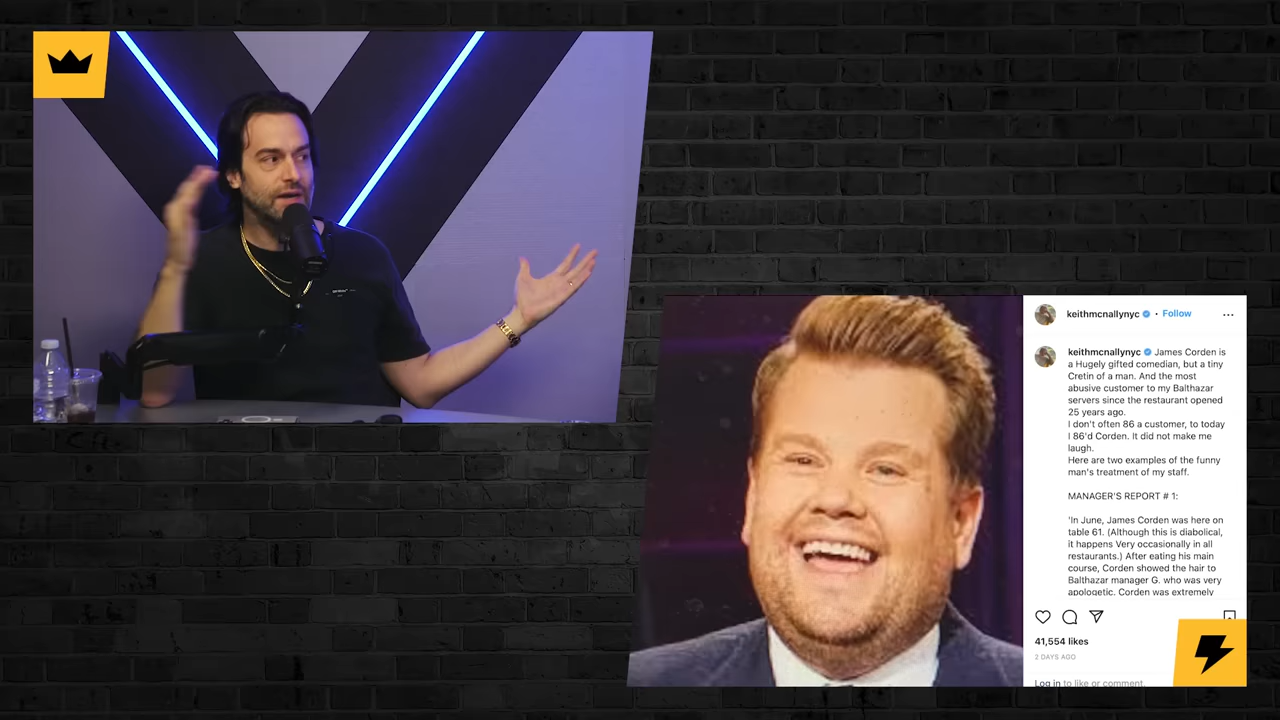 keithmcnallynyc • Follow
keithmcnallynyc James Corden is
a Hugely gifted comedian, but a tiny
Cretin of a man. And the most
abusive customer to my Balthazar
servers since the restaurant opened
25 years ago.
I don't often 86 a customer, to today
I 86'd Corden. It did not make me
laugh.
Here are two examples of the funny
man's treatment of my staff.
MANAGER'S REPORT # 1:
'In June, James Corden was here on
table 61. (Although this is diabolical,
it happens Very occasionally in all
restaurants.) After eating his main
course, Corden showed the hair to
Balthazar manager G. who was very
apologetic. Corden was extremely
41,554 likes
2 DAYS AGO
Log in to like or comment.